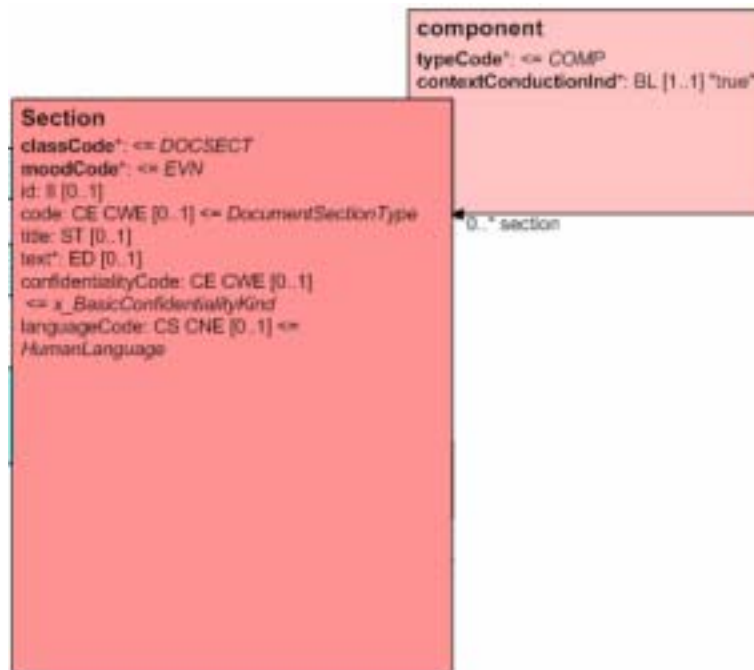 component
typeCode*: <= COMP
contextConductionInd*: BL [1..1] "true"
Section
classCode*: <= DOCSECT
moodCode*: <= EVN
id: II [0..1]
code: CE CWE [0..1] <= DocumentSectionType
title: ST [0..1]
text*: ED [0..1]
confidentialityCode: CE CWE [0..1]
<= x_BasicConfidentialityKind
languageCode: CS CNE [0..1] <=
HumanLanguage
0..* section